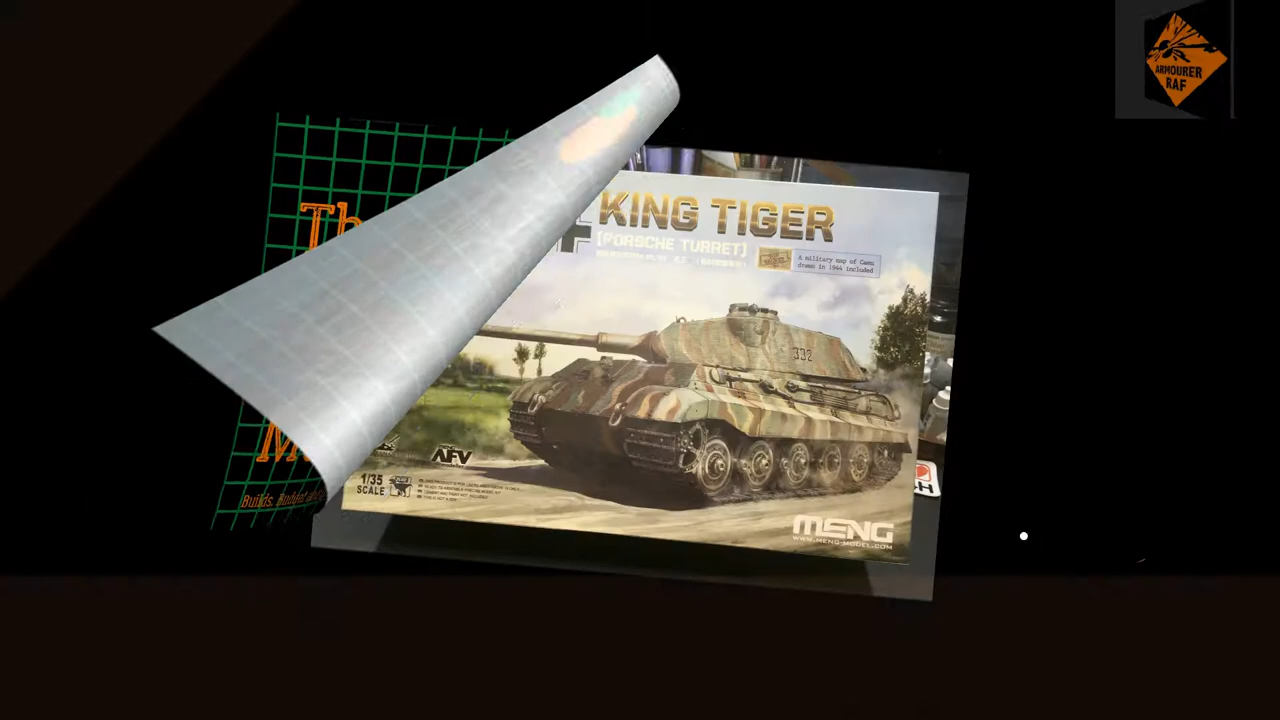 ARMOURER
RAF
Th
KING TIGER
[PORSCHE TURRET]
A military map of Caen
drawn in 1944 included
332
M
AFV
1/35
SCALE
Builds, Budget
H
MENG
WWW.MENG-MODEL.COM